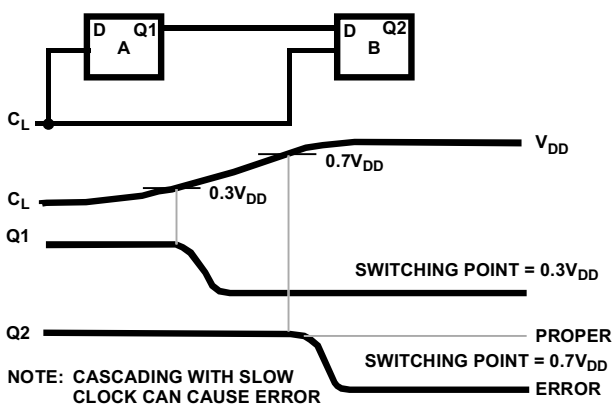 D Q1
A
D Q2
B
CL
VDD
0.7VDD
0.3VDD
CL
Q1
SWITCHING POINT = 0.3VDD
Q2
PROPER
SWITCHING POINT = 0.7VDD
ERROR
NOTE: CASCADING WITH SLOW
CLOCK CAN CAUSE ERROR